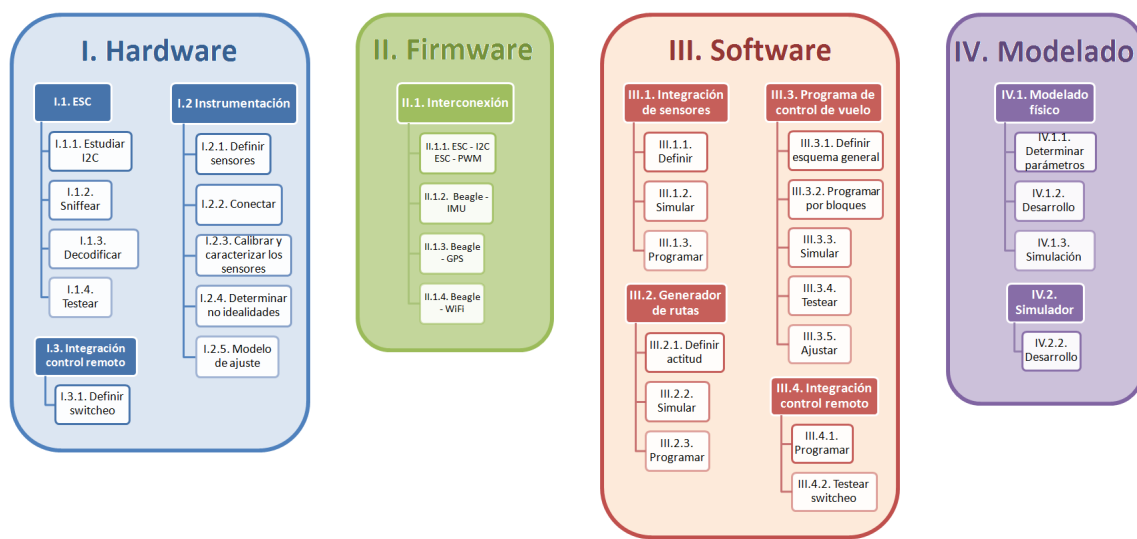 I. Hardware
I.1. ESC
I.1.1. Estudiar
I2C
I.1.2.
Sniffear
I.1.3.
Decodificar
I.1.4.
Testear
I.3. Integración
control remoto
I.3.1. Definir
switcheo
I.2 Instrumentación
I.2.1. Definir
sensores
I.2.2. Conectar
I.2.3. Calibrar y
caracterizar los
sensores
I.2.4. Determinar
no idealidades
I.2.5. Modelo
de ajuste
II. Firmware
II.1. Interconexión
II.1.1. ESC - I2C
ESC - PWM
II.1.2. Beagle -
IMU
II.1.3. Beagle -
GPS
II.1.4. Beagle
- WiFi
III. Software
III.1. Integración
de sensores
III.1.1.
Definir
III.1.2.
Simular
III.1.3.
Programar
III.2. Generador
de rutas
III.2.1. Definir
actitud
III.2.2.
Simular
III.2.3.
Programar
III.3. Programa de
control de vuelo
III.3.1. Definir
esquema general
III.3.2. Programar
por bloques
III.3.3.
Simular
III.3.4.
Testear
III.3.5.
Ajustar
III.4. Integración
control remoto
III.4.1.
Programar
III.4.2. Testear
switcheo
IV. Modelado
IV.1. Modelado
físico
IV.1.1.
Determinar
parámetros
IV.1.2.
Desarrollo
IV.1.3.
Simulación
IV.2.
Simulador
IV.2.2.
Desarrollo